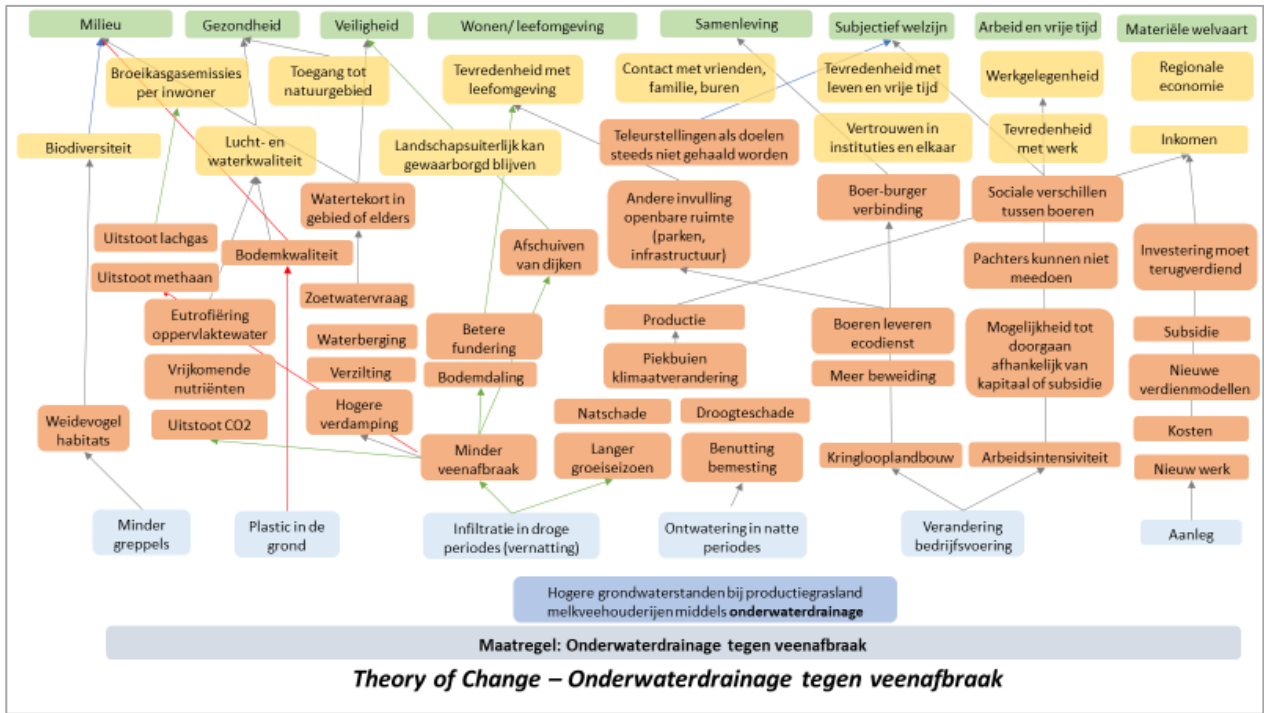 Milieu
Gezondheid
Veiligheid
Wonen/ leefomgeving
Samenleving
Subjectief welzijn
Arbeid en vrije tijd
Materiële welvaart
Broeikasgasemissies
per inwoner
Toegang tot
natuurgebied
Tevredenheid met
leefomgeving
Contact met vrienden,
familie, buren
Tevredenheid met
leven en vrije tijd
Werkgelegenheid
Regionale
economie
Biodiversiteit
Lucht- en
waterkwaliteit
Landschapsuiterlijk kan
gewaarborgd blijven
Teleurstellingen als doelen
steeds niet gehaald worden
Vertrouwen in
instituties en elkaar
Tevredenheid
met werk
Inkomen
Watertekort in
gebied of elders
Andere invulling
openbare ruimte
(parken,
infrastructuur)
Boer-burger
verbinding
Sociale verschillen
tussen boeren
Uitstoot lachgas
Bodemkwaliteit
Afschuiven
van dijken
Investering moet
terugverdiend
Uitstoot methaan
Pachters kunnen niet
meedoen
Zoetwatervraag
Eutrofiëring
oppervlaktewater
Waterberging
Betere
fundering
Productie
Boeren leveren
ecodienst
Mogelijkheid tot
doorgaan
afhankelijk van
kapitaal of subsidie
Subsidie
Vrijkomende
nutriënten
Verzilting
Bodemdaling
Piekbuien
klimaatverandering
Meer beweiding
Nieuwe
verdienmodellen
Weidevogel
habitats
Uitstoot CO2
Hogere
verdamping
Natschade
Droogteschade
Kosten
Minder
veenafbraak
Langer
groeiseizoen
Benutting
bemesting
Kringlooplandbouw
Arbeidsintensiviteit
Nieuw werk
Minder
greppels
Plastic in de
grond
Infiltratie in droge
periodes (vernatting)
Ontwatering in natte
periodes
Verandering
bedrijfsvoering
Aanleg
Hogere grondwaterstanden bij productiegrasland
melkveehouderijen middels onderwaterdrainage
Maatregel: Onderwaterdrainage tegen veenafbraak
Theory of Change – Onderwaterdrainage tegen veenafbraak